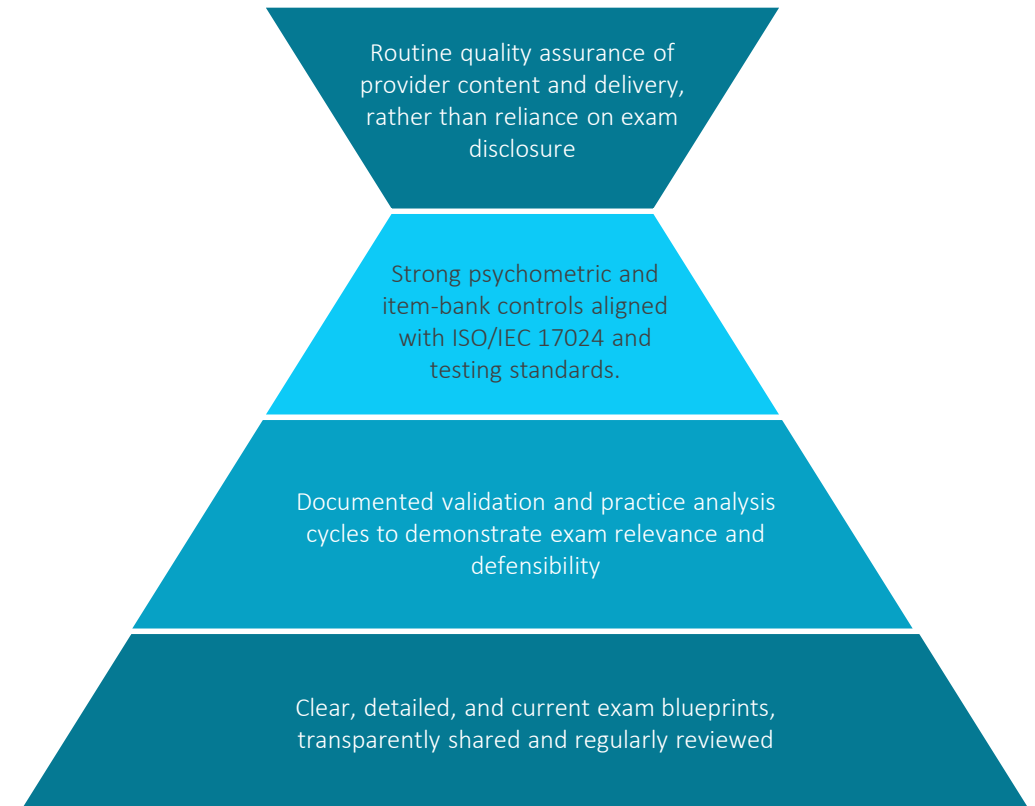 Routine quality assurance of
provider content and delivery,
rather than reliance on exam
disclosure
Strong psychometric and
item-bank controls aligned
with ISO/IEC 17024 and
testing standards.
Documented validation and practice analysis
cycles to demonstrate exam relevance and
defensibility
Clear, detailed, and current exam blueprints,
transparently shared and regularly reviewed